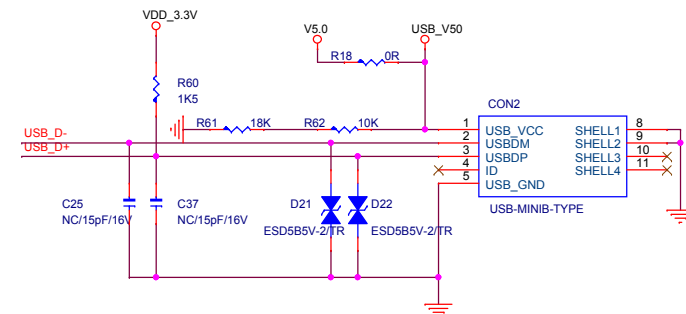 VDD_3.3V
V5.0
USB_V50
R18
0R
R60
1K5
CON2
R61
18K
R62
10K
USB_D-
USB_D+
1
2
3
4
5
USB_VCC
USBDM
USBDP
ID
USB_GND
SHELL1
SHELL2
SHELL3
SHELL4
8
9
10
11
USB-MINIB-TYPE
C25
NC/15pF/16V
C37
NC/15pF/16V
D21
ESD5B5V-2/TR
D22
ESD5B5V-2/TR